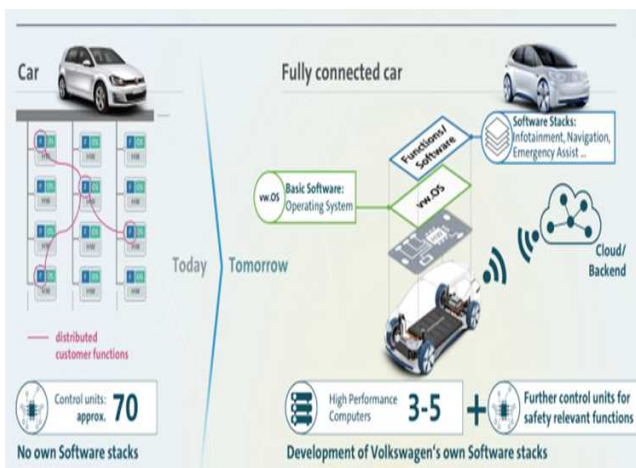 Car
Fully connected car
Software Stacks:
Infotainment, Navigation,
Emergency Assist ...
Functions/
Software
vw.OS
Basic Software:
Operating System
vw.OS
Today
Tomorrow
Cloud/
Backend
distributed
customer functions
Control units:
approx. 70
High Performance
Computers
3-5
Further control units for
safety relevant functions
No own Software stacks
Development of Volkswagen's own Software stacks